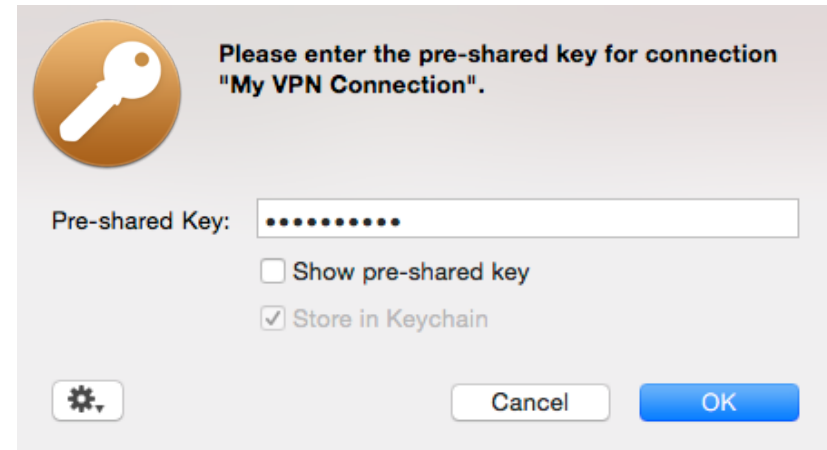 Please enter the pre-shared key for connection
"My VPN Connection".
Pre-shared Key: ••••••••••
Show pre-shared key
Store in Keychain
Cancel OK